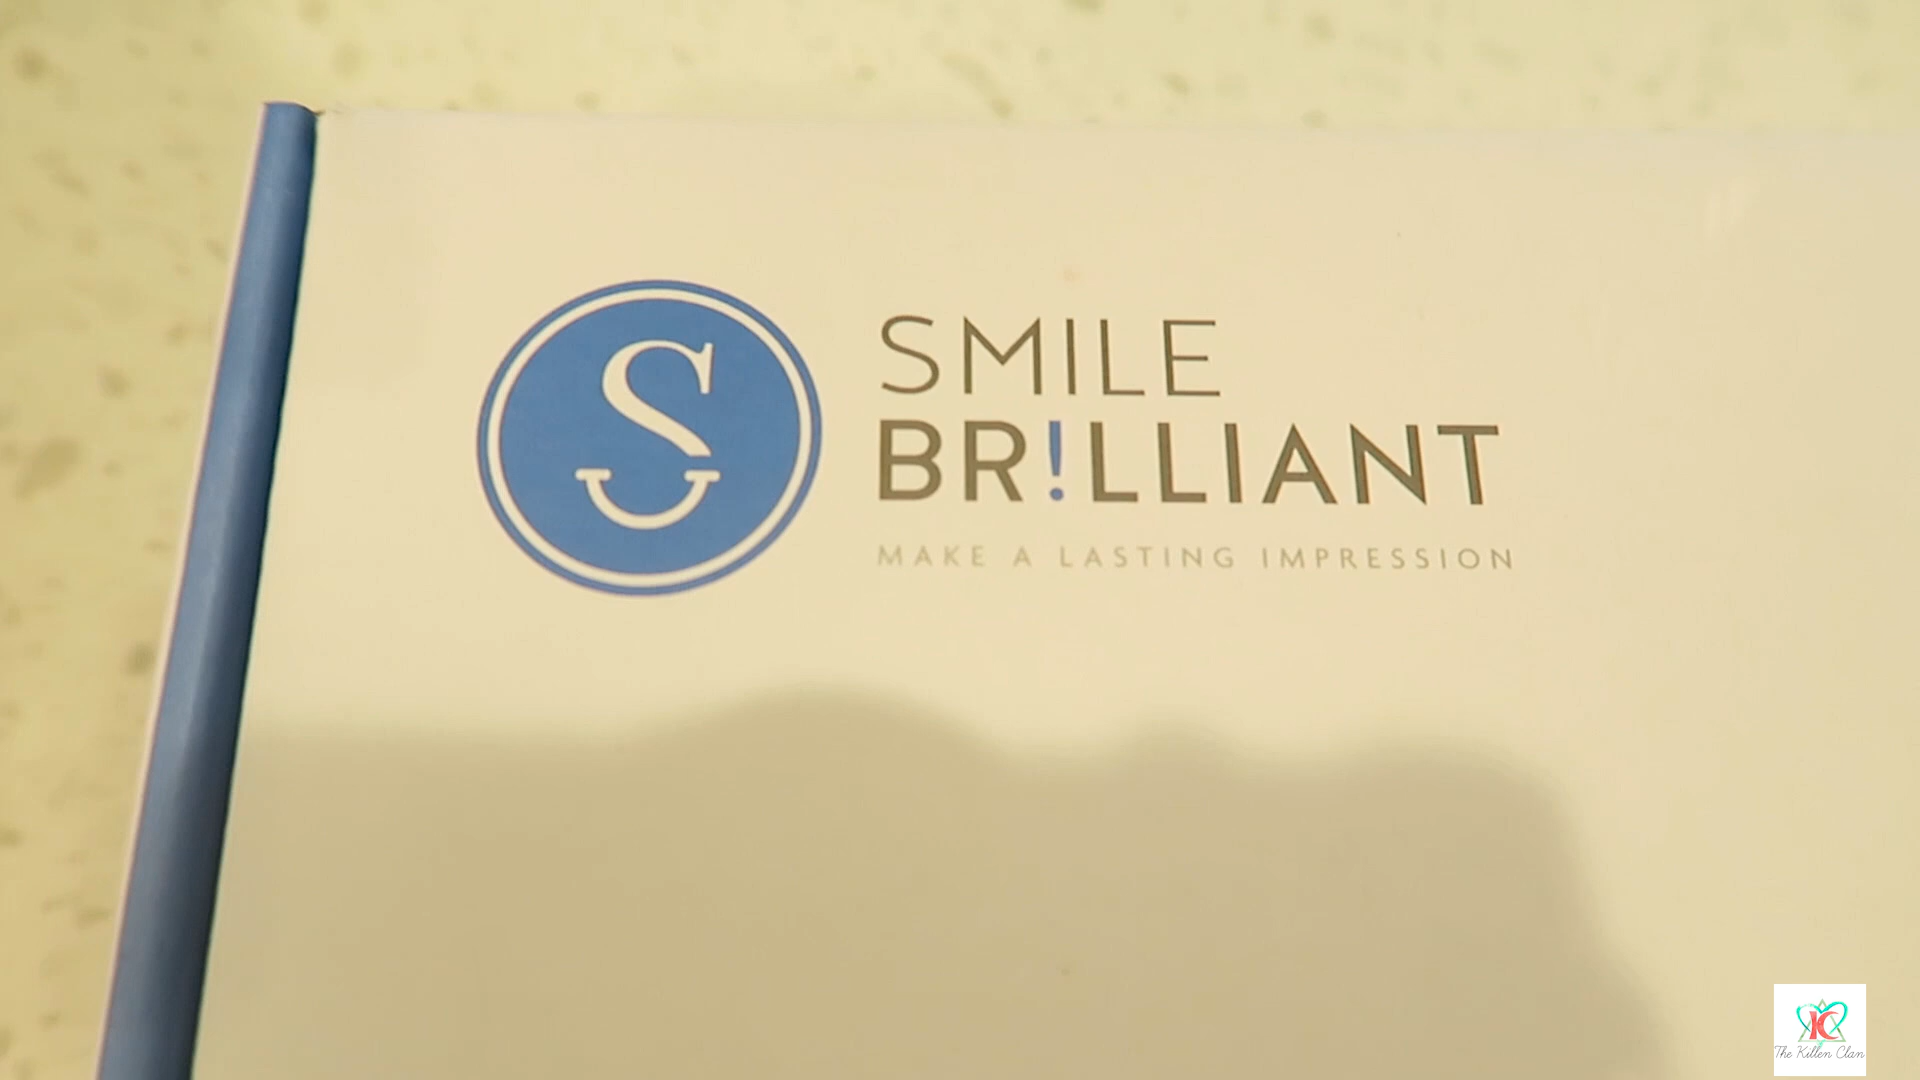 S
SMILE
BR!LLIANT
MAKE A LASTING IMPRESSION
K
The Killen Clan